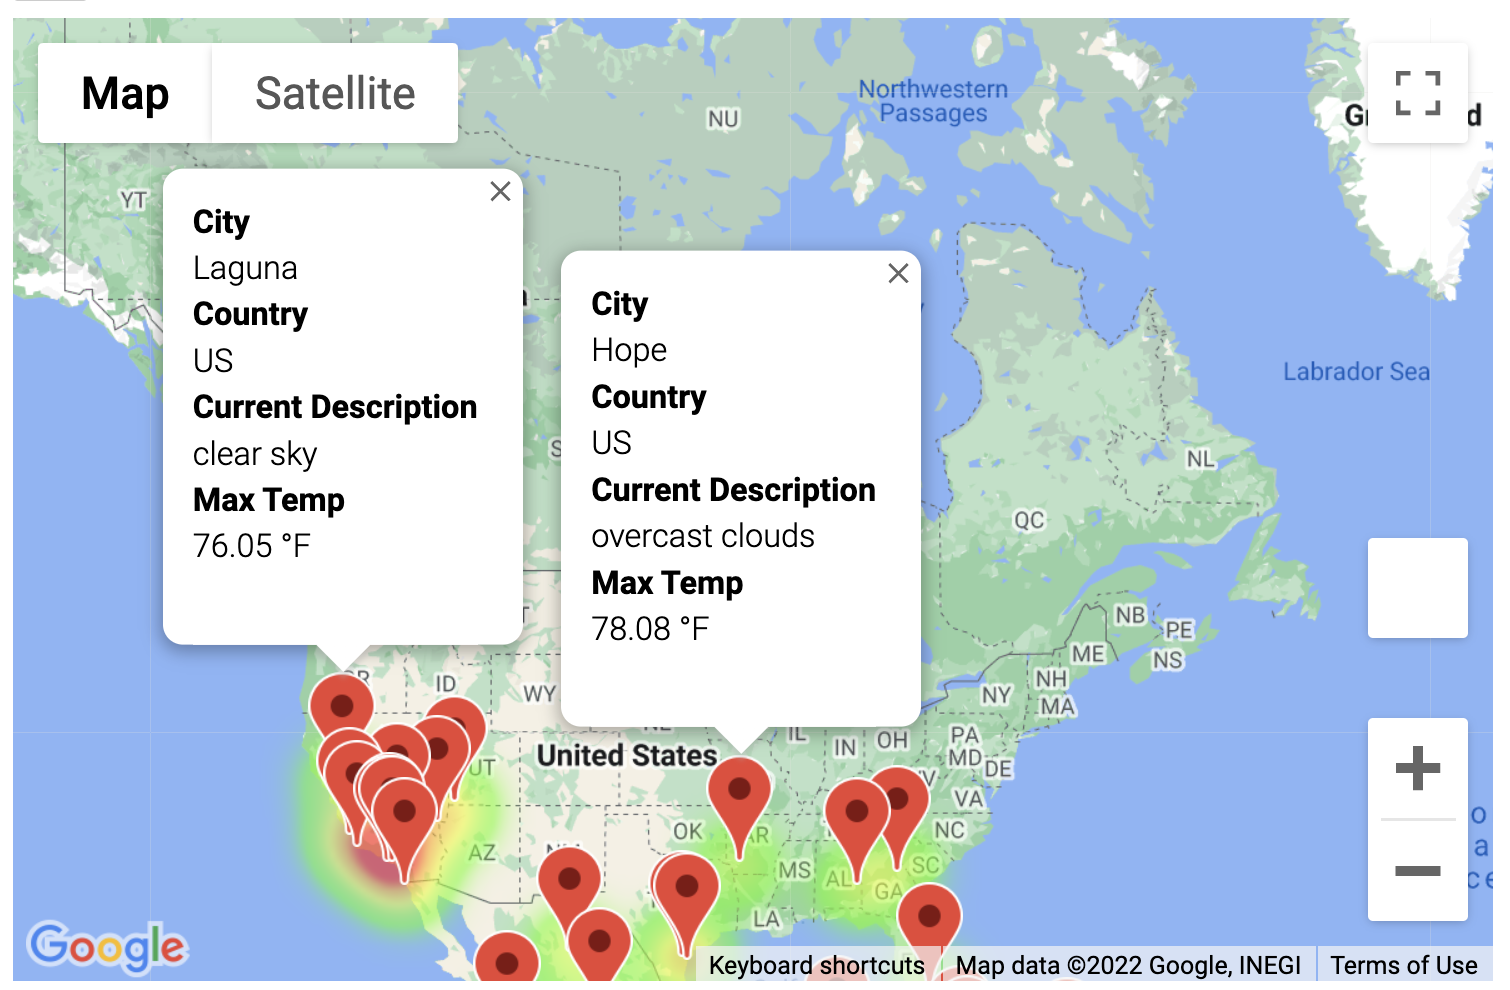 Map
Satellite
Northwestern
Passages
NU
YT
City
Laguna
Country
US
Current Description
clear sky
Max Temp
76.05 °F
City
Hope
Country
US
Current Description
overcast clouds
Max Temp
78.08 °F
Labrador Sea
NL
QC
NB
PE
NS
ME
NH
MA
NY
ID
WY
IL
IN
OH
PA
MD
DE
United States
UT
VA
OK
AR
NC
AZ
MS
AL
GA
SC
LA
Google
Keyboard shortcuts
Map data ©2022 Google, INEGI
Terms of Use